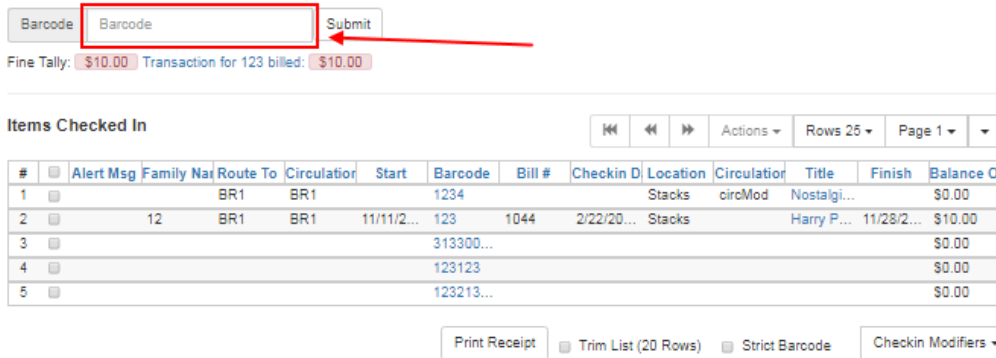 Barcode Barcode Submit
Fine Tally: $10.00 Transaction for 123 billed: $10.00
Items Checked In
Actions Rows 25 Page 1
# Alert Msg Family Nar Route To Circulation Start Barcode Bill # Checkin D Location Circulation Title Finish Balance O
1 BR1 BR1 1234 Stacks circMod Nostalgi... $0.00
2 12 BR1 BR1 11/11/2... 123 1044 2/22/20... Stacks Harry P... 11/28/2... $10.00
3 313300... $0.00
4 123123 $0.00
5 123213... $0.00
Print Receipt Trim List (20 Rows) Strict Barcode Checkin Modifiers